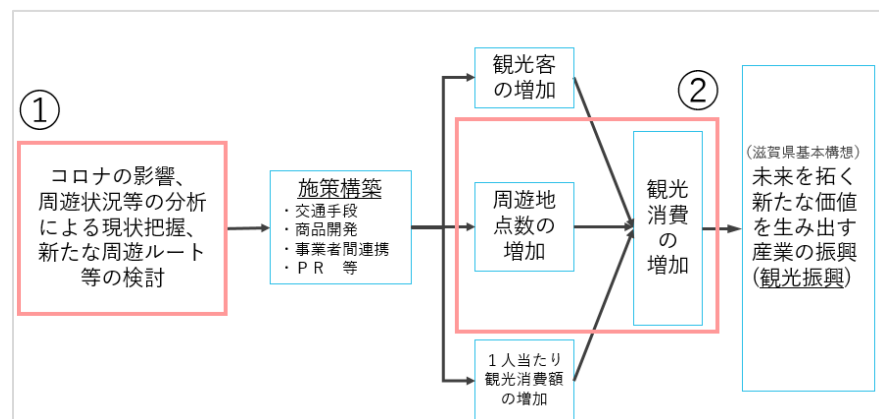 ①
コロナの影響、
周遊状況等の分析
による現状把握、
新たな周遊ルート
等の検討
施策構築
・交通手段
・商品開発
・事業者間連携
・ＰＲ　等
観光客
の増加
周遊地
点数の
増加
１人当たり
観光消費額
の増加
②
観光
消費
の
増加
(滋賀県基本構想)
未来を拓く
新たな価値
を生み出す
産業の振興
(観光振興)